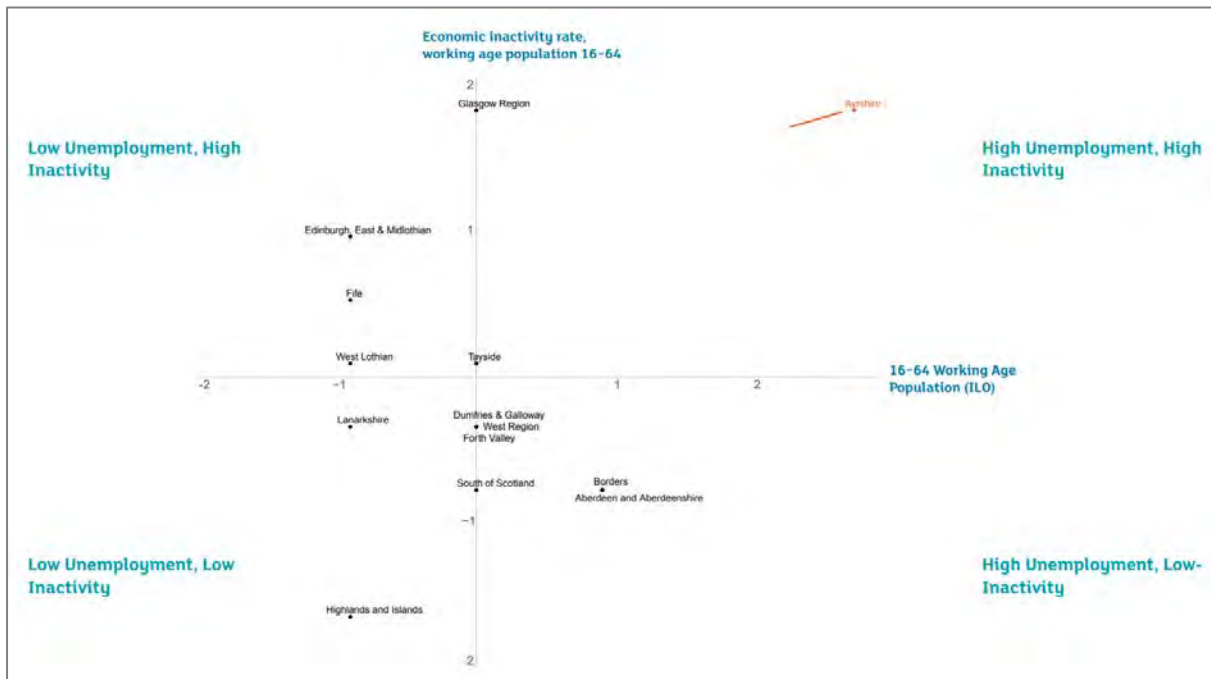 Economic inactivity rate,
working age population 16-64
2
Glasgow Region
Ayrshire
Low Unemployment, High
Inactivity
High Unemployment, High
Inactivity
Edinburgh, East & Midlothian
1
Fife
West Lothian
Tayside
-2
−1
1
2
16-64 Working Age
Population (ILO)
Lanarkshire
Dumfries & Galloway
West Region
Forth Valley
South of Scotland
Borders
Aberdeen and Aberdeenshire
−1
Low Unemployment, Low
Inactivity
High Unemployment, Low-
Inactivity
Highlands and Islands
2